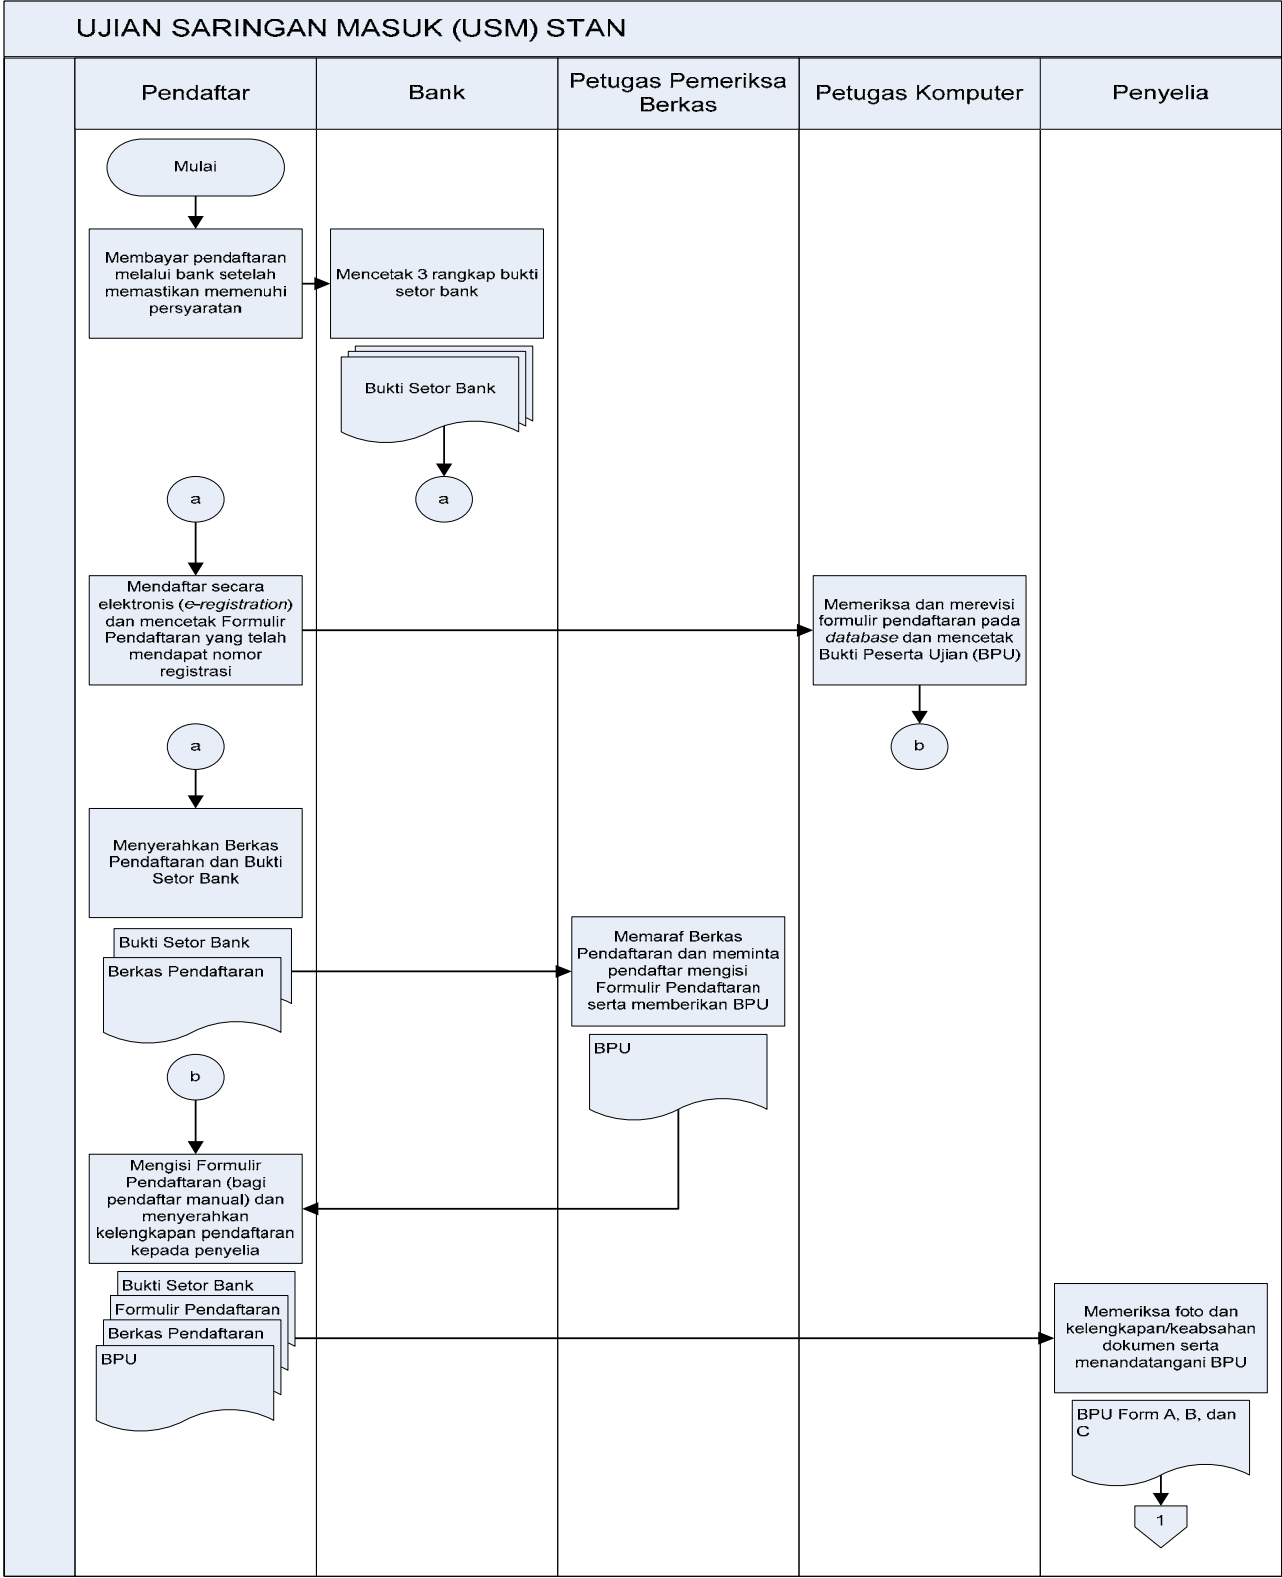 UJIAN SARINGAN MASUK (USM) STAN
Pendaftar
Bank
Petugas Pemeriksa
Berkas
Petugas Komputer
Penyelia
Mulai
Membayar pendaftaran
melalui bank setelah
memastikan memenuhi
persyaratan
Mencetak 3 rangkap bukti
setor bank
Bukti Setor Bank
a
a
Mendaftar secara
elektronis (e-registration)
dan mencetak Formulir
Pendaftaran yang telah
mendapat nomor
registrasi
Memeriksa dan merevisi
formulir pendaftaran pada
database dan mencetak
Bukti Peserta Ujian (BPU)
a
b
Menyerahkan Berkas
Pendaftaran dan Bukti
Setor Bank
Bukti Setor Bank
Berkas Pendaftaran
Memaraf Berkas
Pendaftaran dan meminta
pendaftar mengisi
Formulir Pendaftaran
serta memberikan BPU
BPU
b
Mengisi Formulir
Pendaftaran (bagi
pendaftar manual) dan
menyerahkan
kelengkapan pendaftaran
kepada penyelia
Bukti Setor Bank
Formulir Pendaftaran
Berkas Pendaftaran
BPU
Memeriksa foto dan
kelengkapan/keabsahan
dokumen serta
menandatangani BPU
BPU Form A, B, dan
C
1